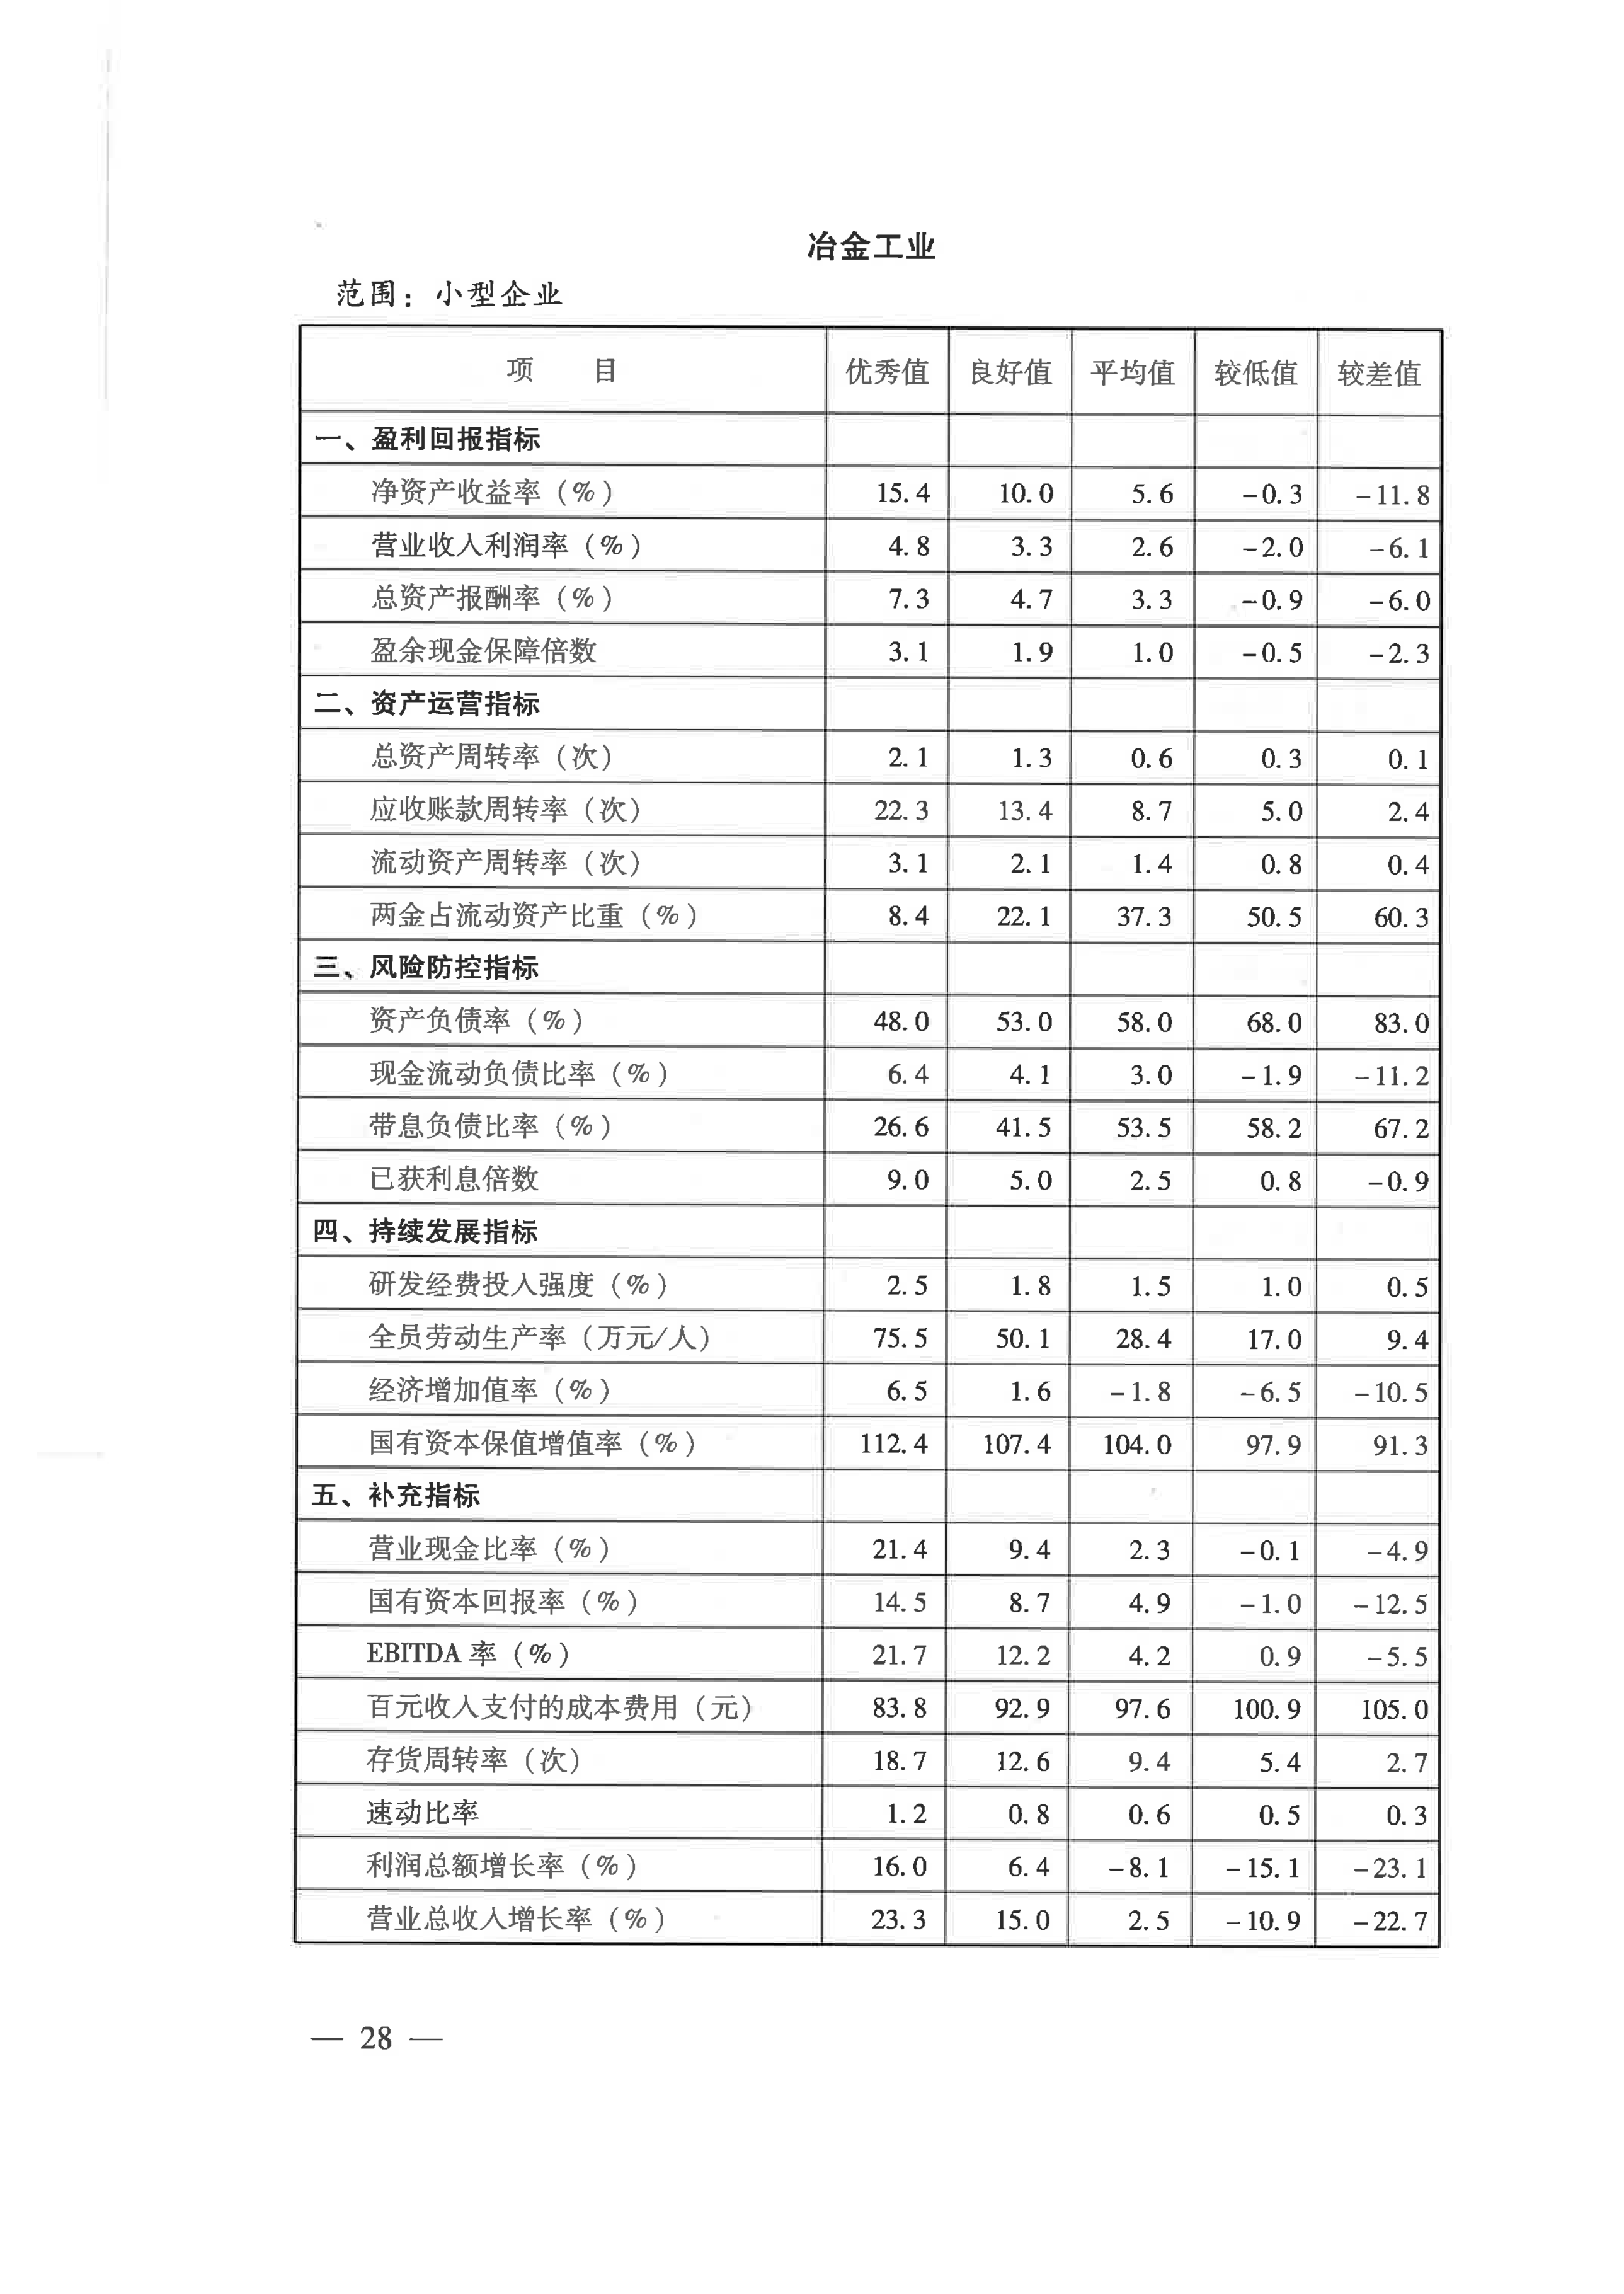 冶金工业
范围：小型企业
项 目 优秀值 良好值 平均值 较低值 较差值
一、盈利回报指标
净资产收益率（%） 15.4 10.0 5.6 -0.3 -11.8
营业收入利润率（%） 4.8 3.3 2.6 -2.0 -6.1
总资产报酬率（%） 7.3 4.7 3.3 -0.9 -6.0
盈余现金保障倍数 3.1 1.9 1.0 -0.5 -2.3
二、资产运营指标
总资产周转率（次） 2.1 1.3 0.6 0.3 0.1
应收账款周转率（次） 22.3 13.4 8.7 5.0 2.4
流动资产周转率（次） 3.1 2.1 1.4 0.8 0.4
两金占流动资产比重（%） 8.4 22.1 37.3 50.5 60.3
三、风险防控指标
资产负债率（%） 48.0 53.0 58.0 68.0 83.0
现金流动负债比率（%） 6.4 4.1 3.0 -1.9 -11.2
带息负债比率（%） 26.6 41.5 53.5 58.2 67.2
已获利息倍数 9.0 5.0 2.5 0.8 -0.9
四、持续发展指标
研发经费投入强度（%） 2.5 1.8 1.5 1.0 0.5
全员劳动生产率（万元/人） 75.5 50.1 28.4 17.0 9.4
经济增加值率（%） 6.5 1.6 -1.8 -6.5 -10.5
国有资本保值增值率（%） 112.4 107.4 104.0 97.9 91.3
五、补充指标
营业现金比率（%） 21.4 9.4 2.3 -0.1 -4.9
国有资本回报率（%） 14.5 8.7 4.9 -1.0 -12.5
EBITDA 率（%） 21.7 12.2 4.2 0.9 -5.5
百元收入支付的成本费用（元） 83.8 92.9 97.6 100.9 105.0
存货周转率（次） 18.7 12.6 9.4 5.4 2.7
速动比率 1.2 0.8 0.6 0.5 0.3
利润总额增长率（%） 16.0 6.4 -8.1 -15.1 -23.1
营业总收入增长率（%） 23.3 15.0 2.5 -10.9 -22.7
— 28 —